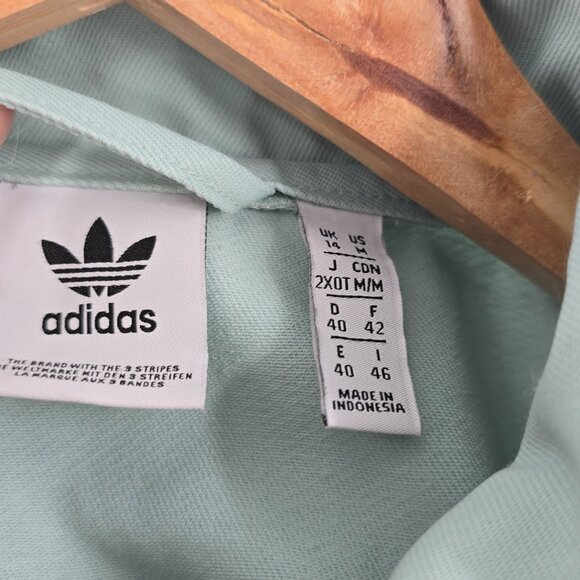 adidas
THE BRAND WITH THE 3 STRIPES
DIE WELTMARKE MIT DEN 3 STREIFEN
LA MARQUE AUX 3 BANDES
UK US
14 M
J CDN
2XOT M/M
D F
40 42
E I
40 46
MADE IN
INDONESIA